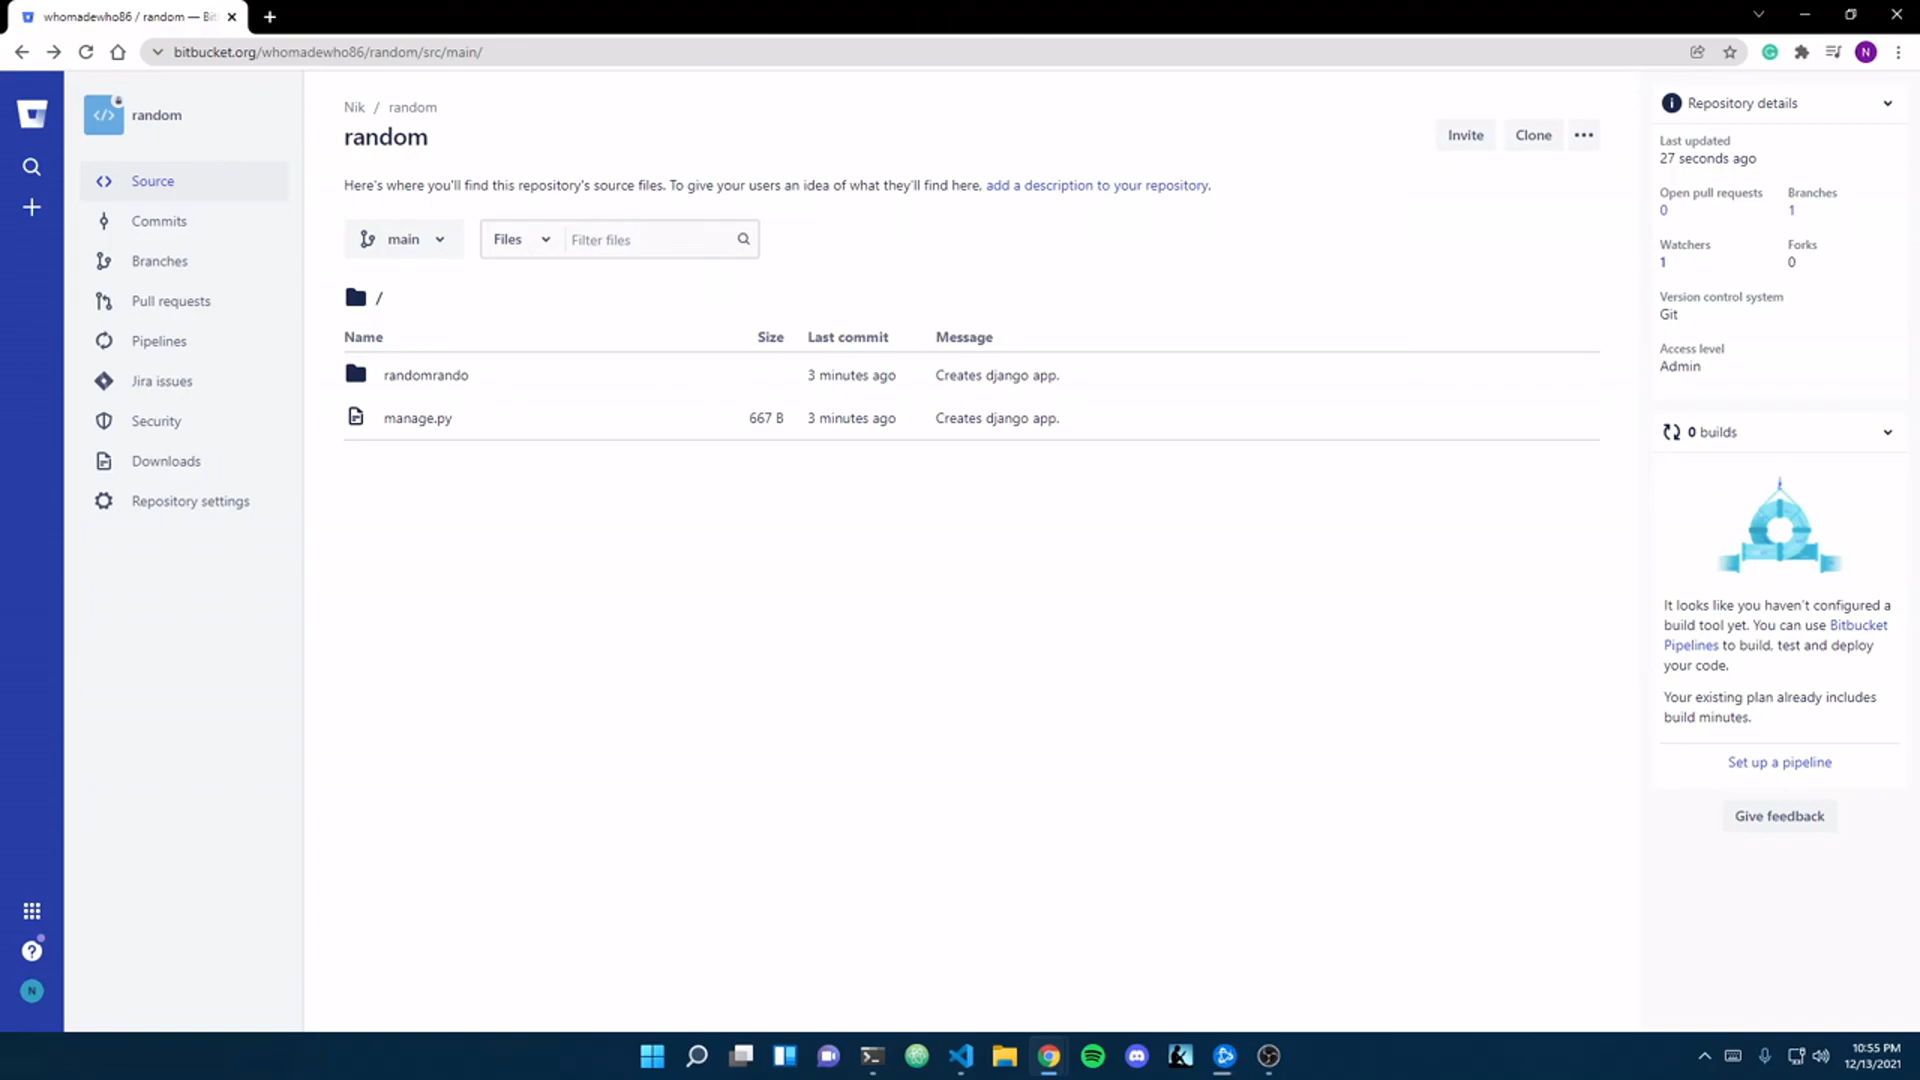 whomadewho86 / random — Bit
bitbucket.org/whomadewho86/random/src/main/
N
random
Source
Commits
Branches
Pull requests
Pipelines
Jira issues
Security
Downloads
Repository settings
N
Nik / random
random
Invite
Clone
Here's where you'll find this repository's source files. To give your users an idea of what they'll find here, add a description to your repository.
main
Files
Filter files
/
Name Size Last commit Message
randomrando 3 minutes ago Creates django app.
manage.py 667 B 3 minutes ago Creates django app.
Repository details
Last updated
27 seconds ago
Open pull requests Branches
0 1
Watchers Forks
1 0
Version control system
Git
Access level
Admin
0 builds
It looks like you haven't configured a
build tool yet. You can use Bitbucket
Pipelines to build, test and deploy
your code.
Your existing plan already includes
build minutes.
Set up a pipeline
Give feedback
10:55 PM
12/13/2021